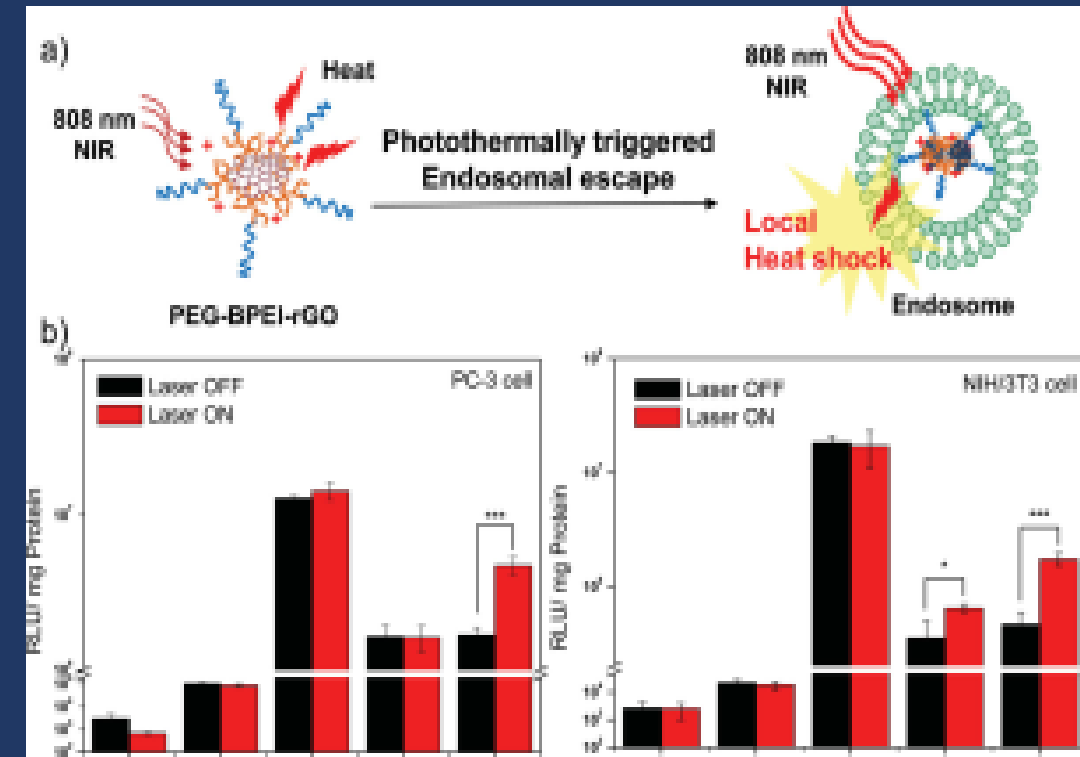 a)
Heat
808 nm
NIR
Photothermally triggered
Endosomal escape
808 nm
NIR
Local
Heat shock
Endosome
PEG-BPEI-rGO
b)
Laser OFF
Laser ON
PC-3 cell
RLU/ mg Protein
***
Laser OFF
Laser ON
NIH/3T3 cell
RLU/ mg Protein
*
***